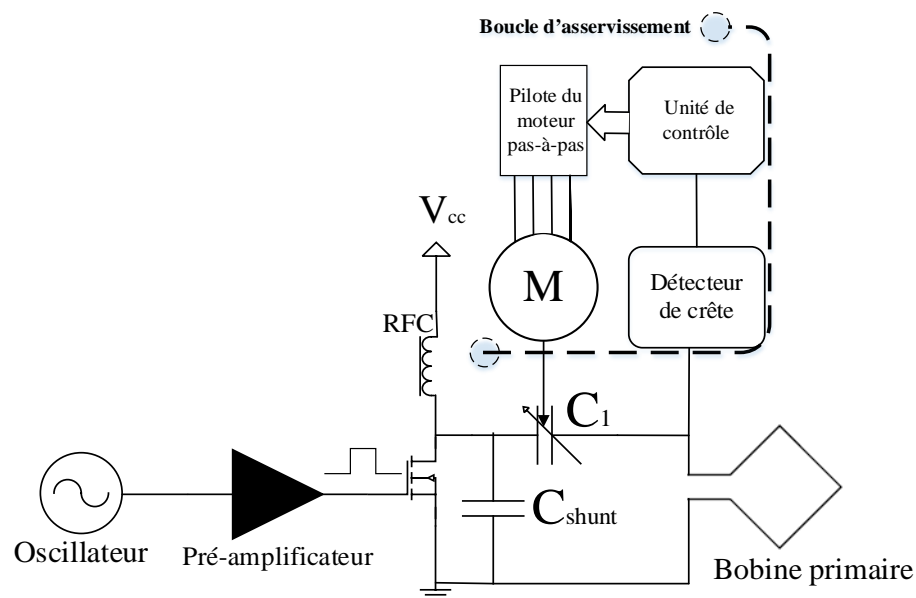 Boucle d'asservissement
Pilote du
moteur
pas-à-pas
Unité de
contrôle
Vcc
M
Détecteur
de crête
RFC
C1
Cshunt
Oscillateur
Pré-amplificateur
Bobine primaire